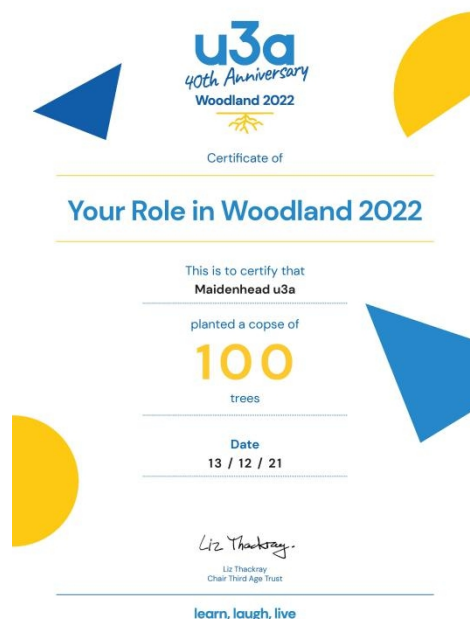 u3a
40th Anniversary
Woodland 2022
Certificate of
Your Role in Woodland 2022
This is to certify that
Maidenhead u3a
planted a copse of
100
trees
Date
13 / 12 / 21
Liz Thackray.
Liz Thackray
Chair Third Age Trust
learn, laugh, live